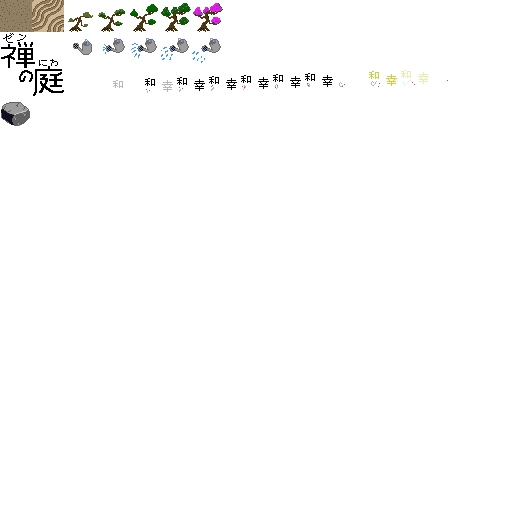 ゼン
禅
の
にわ
庭
和 和 幸 和 幸 和 幸 和 幸 和 幸 和 幸 和 幸 和 幸